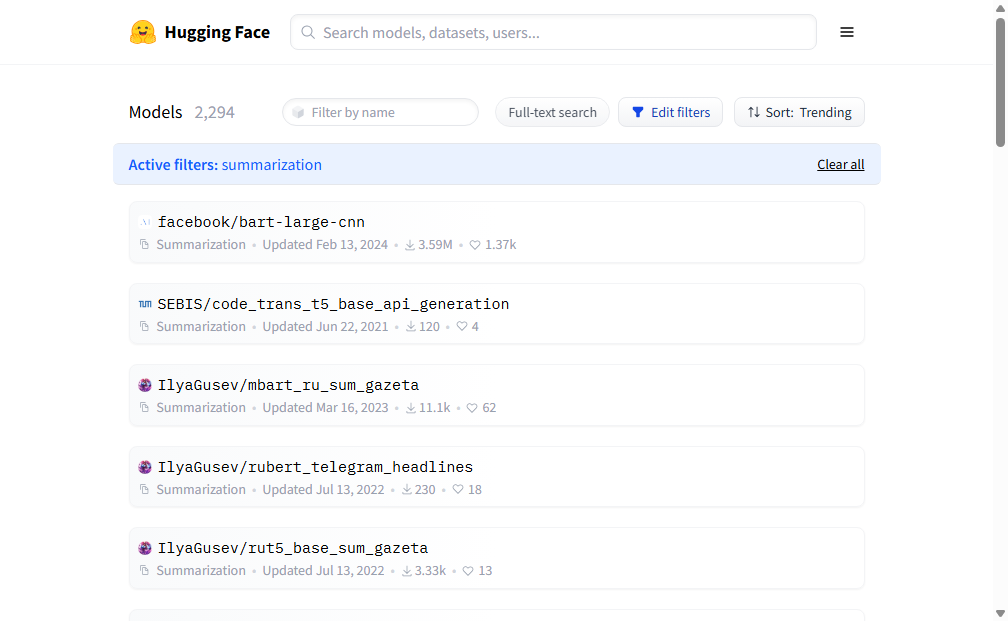 Hugging Face
Search models, datasets, users...
Models 2,294
Filter by name
Full-text search
Edit filters
Sort: Trending
Active filters: summarization
Clear all
facebook/bart-large-cnn
Summarization • Updated Feb 13, 2024 • 3.59M • 1.37k
TUM SEBIS/code_trans_t5_base_api_generation
Summarization • Updated Jun 22, 2021 • 120 • 4
IlyaGusev/mbart_ru_sum_gazeta
Summarization • Updated Mar 16, 2023 • 11.1k • 62
IlyaGusev/rubert_telegram_headlines
Summarization • Updated Jul 13, 2022 • 230 • 18
IlyaGusev/rut5_base_sum_gazeta
Summarization • Updated Jul 13, 2022 • 3.33k • 13